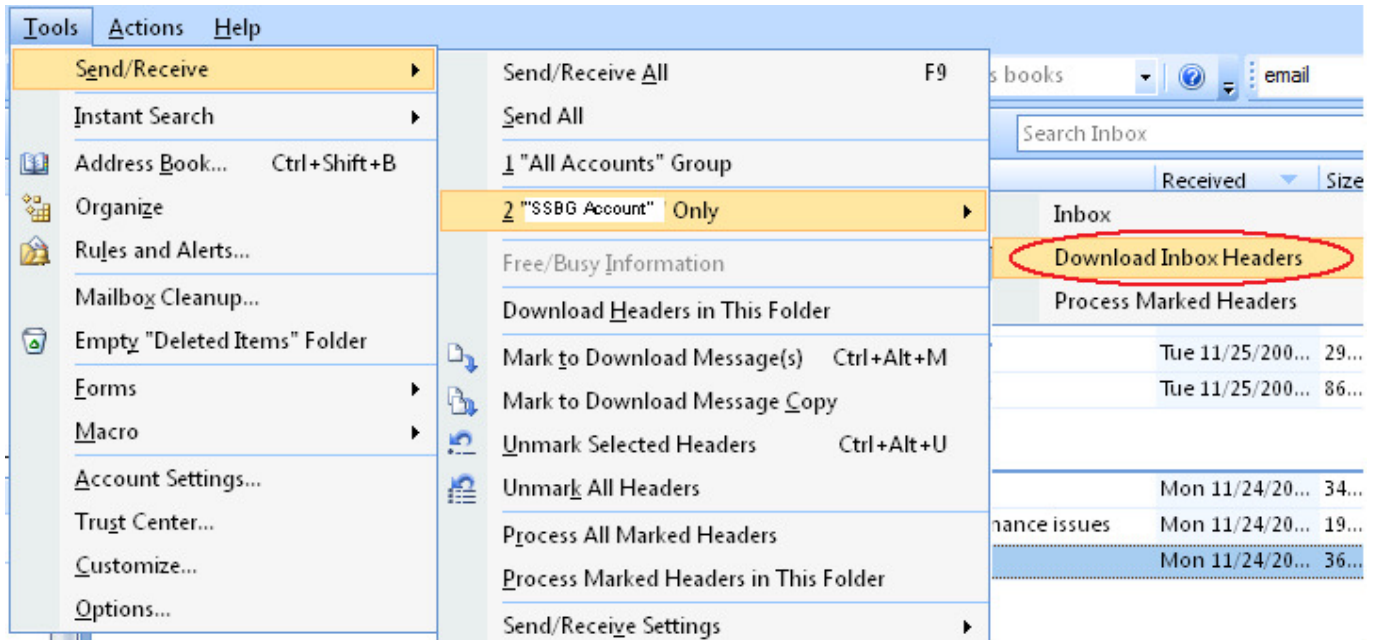 Tools Actions Help
Send/Receive
Instant Search
Address Book... Ctrl+Shift+B
Organize
Rules and Alerts...
Mailbox Cleanup...
Empty "Deleted Items" Folder
Forms
Macro
Account Settings...
Trust Center...
Customize...
Options...
Send/Receive All F9
Send All
1 "All Accounts" Group
2 "SSBG Account" Only
Free/Busy Information
Download Headers in This Folder
Mark to Download Message(s) Ctrl+Alt+M
Mark to Download Message Copy
Unmark Selected Headers Ctrl+Alt+U
Unmark All Headers
Process All Marked Headers
Process Marked Headers in This Folder
Send/Receive Settings
s books email
Search Inbox
Received Size
Inbox
Download Inbox Headers
Process Marked Headers
Tue 11/25/200... 29...
Tue 11/25/200... 86...
Mon 11/24/20... 34...
nance issues Mon 11/24/20... 19...
Mon 11/24/20... 36...